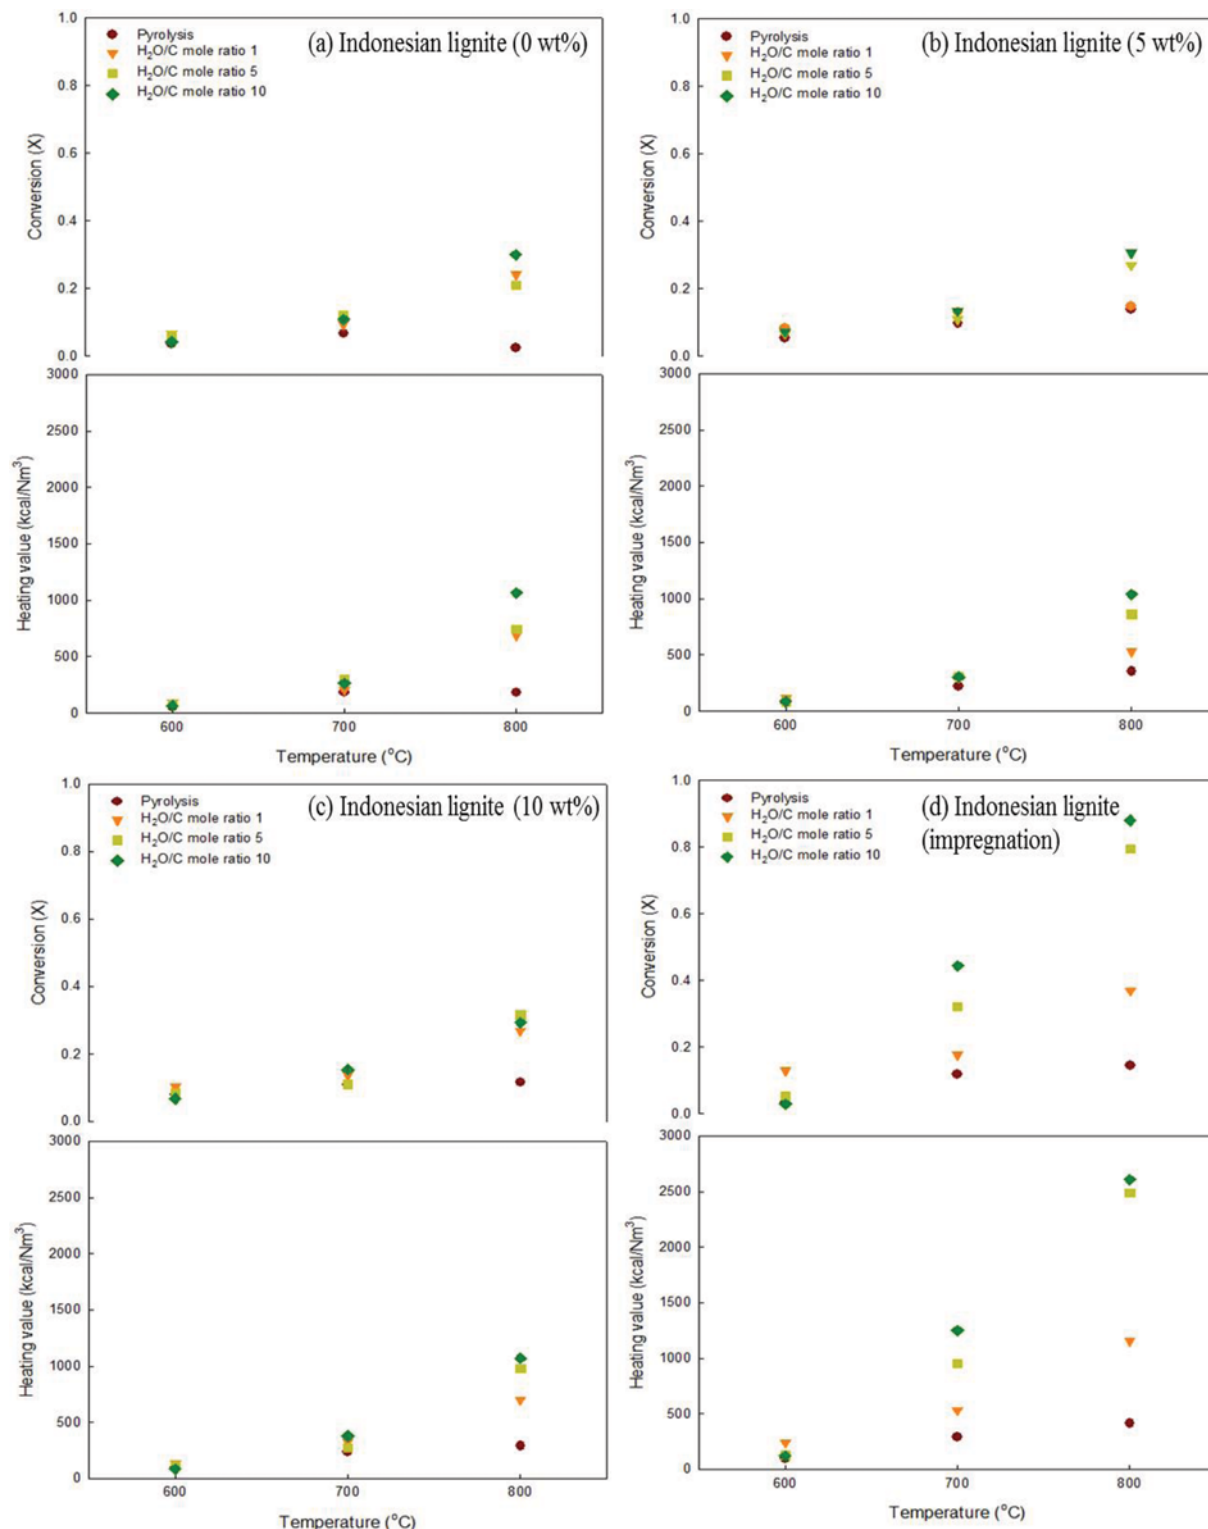 (a) Indonesian lignite (0 wt%)
Pyrolysis
H₂O/C mole ratio 1
H₂O/C mole ratio 5
H₂O/C mole ratio 10
1.0
0.8
0.6
0.4
0.2
0.0
Conversion (X)
3000
2500
2000
1500
1000
500
0
Heating value (kcal/Nm³)
600
700
800
Temperature (°C)
(b) Indonesian lignite (5 wt%)
Pyrolysis
H₂O/C mole ratio 1
H₂O/C mole ratio 5
H₂O/C mole ratio 10
1.0
0.8
0.6
0.4
0.2
0.0
Conversion (X)
3000
2500
2000
1500
1000
500
0
Heating value (kcal/Nm³)
600
700
800
Temperature (°C)
(c) Indonesian lignite (10 wt%)
Pyrolysis
H₂O/C mole ratio 1
H₂O/C mole ratio 5
H₂O/C mole ratio 10
1.0
0.8
0.6
0.4
0.2
0.0
Conversion (X)
3000
2500
2000
1500
1000
500
0
Heating value (kcal/Nm³)
600
700
800
Temperature (°C)
(d) Indonesian lignite
(impregnation)
Pyrolysis
H₂O/C mole ratio 1
H₂O/C mole ratio 5
H₂O/C mole ratio 10
1.0
0.8
0.6
0.4
0.2
0.0
Conversion (X)
3000
2500
2000
1500
1000
500
0
Heating value (kcal/Nm³)
600
700
800
Temperature (°C)